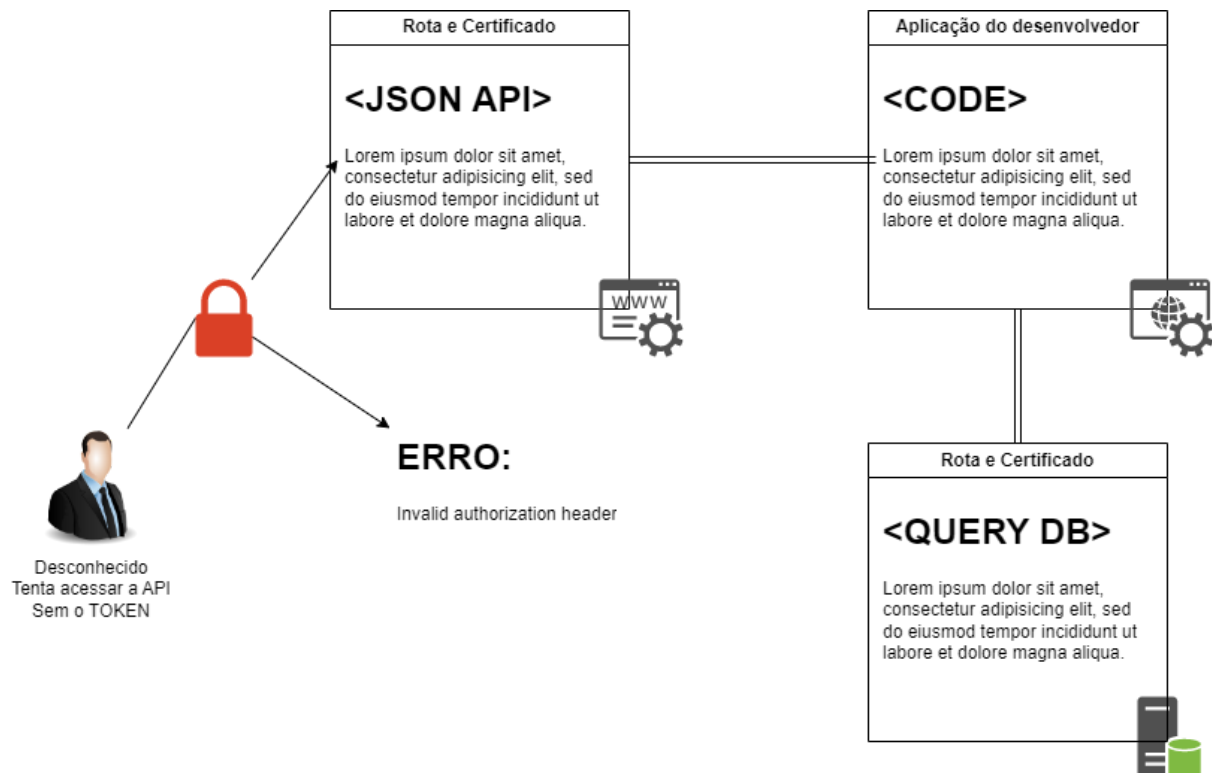 Rota e Certificado
<JSON API>
Lorem ipsum dolor sit amet,
consectetur adipisicing elit, sed
do eiusmod tempor incididunt ut
labore et dolore magna aliqua.
WWW
Aplicação do desenvolvedor
<CODE>
Lorem ipsum dolor sit amet,
consectetur adipisicing elit, sed
do eiusmod tempor incididunt ut
labore et dolore magna aliqua.
ERRO:
Invalid authorization header
Desconhecido
Tenta acessar a API
Sem o TOKEN
Rota e Certificado
<QUERY DB>
Lorem ipsum dolor sit amet,
consectetur adipisicing elit, sed
do eiusmod tempor incididunt ut
labore et dolore magna aliqua.